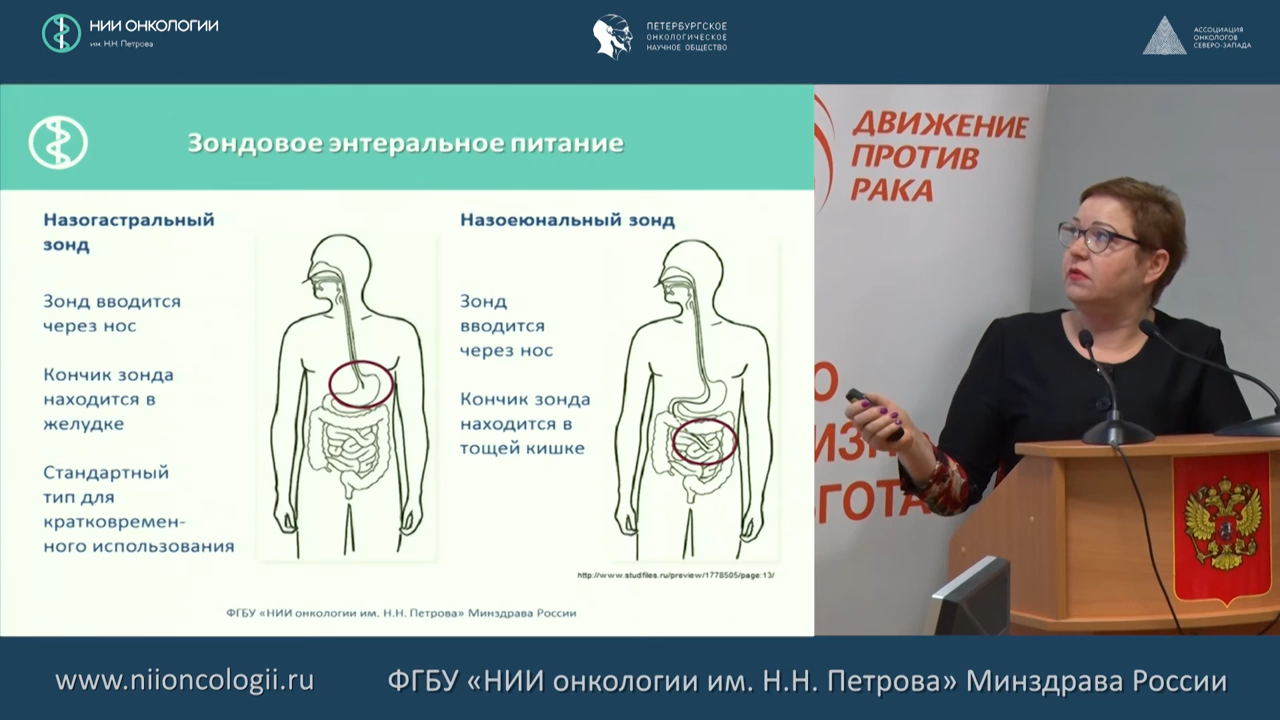 НИИ ОНКОЛОГИИ
им. Н.Н. Петрова
ПЕТЕРБУРГСКОЕ
ОНКОЛОГИЧЕСКОЕ
НАУЧНОЕ ОБЩЕСТВО
АССОЦИАЦИЯ
ОНКОЛОГОВ
СЕВЕРО-ЗАПАДА
Зондовое энтеральное питание
Назогастральный
зонд
Зонд вводится
через нос
Кончик зонда
находится в
желудке
Стандартный
тип для
кратковремен-
ного использования
Назоеюнальный зонд
Зонд
вводится
через нос
Кончик зонда
находится в
тощей кишке
http://www.studfiles.ru/preview/1778505/page:13/
ФГБУ «НИИ онкологии им. Н.Н. Петрова» Минздрава России
ДВИЖЕНИЕ
ПРОТИВ
РАКА
www.niioncologii.ru
ФГБУ «НИИ онкологии им. Н.Н. Петрова» Минздрава России